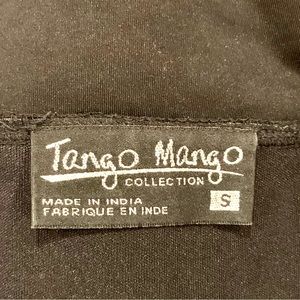 Tango Mango
COLLECTION
MADE IN INDIA
FABRIQUE EN INDE
S